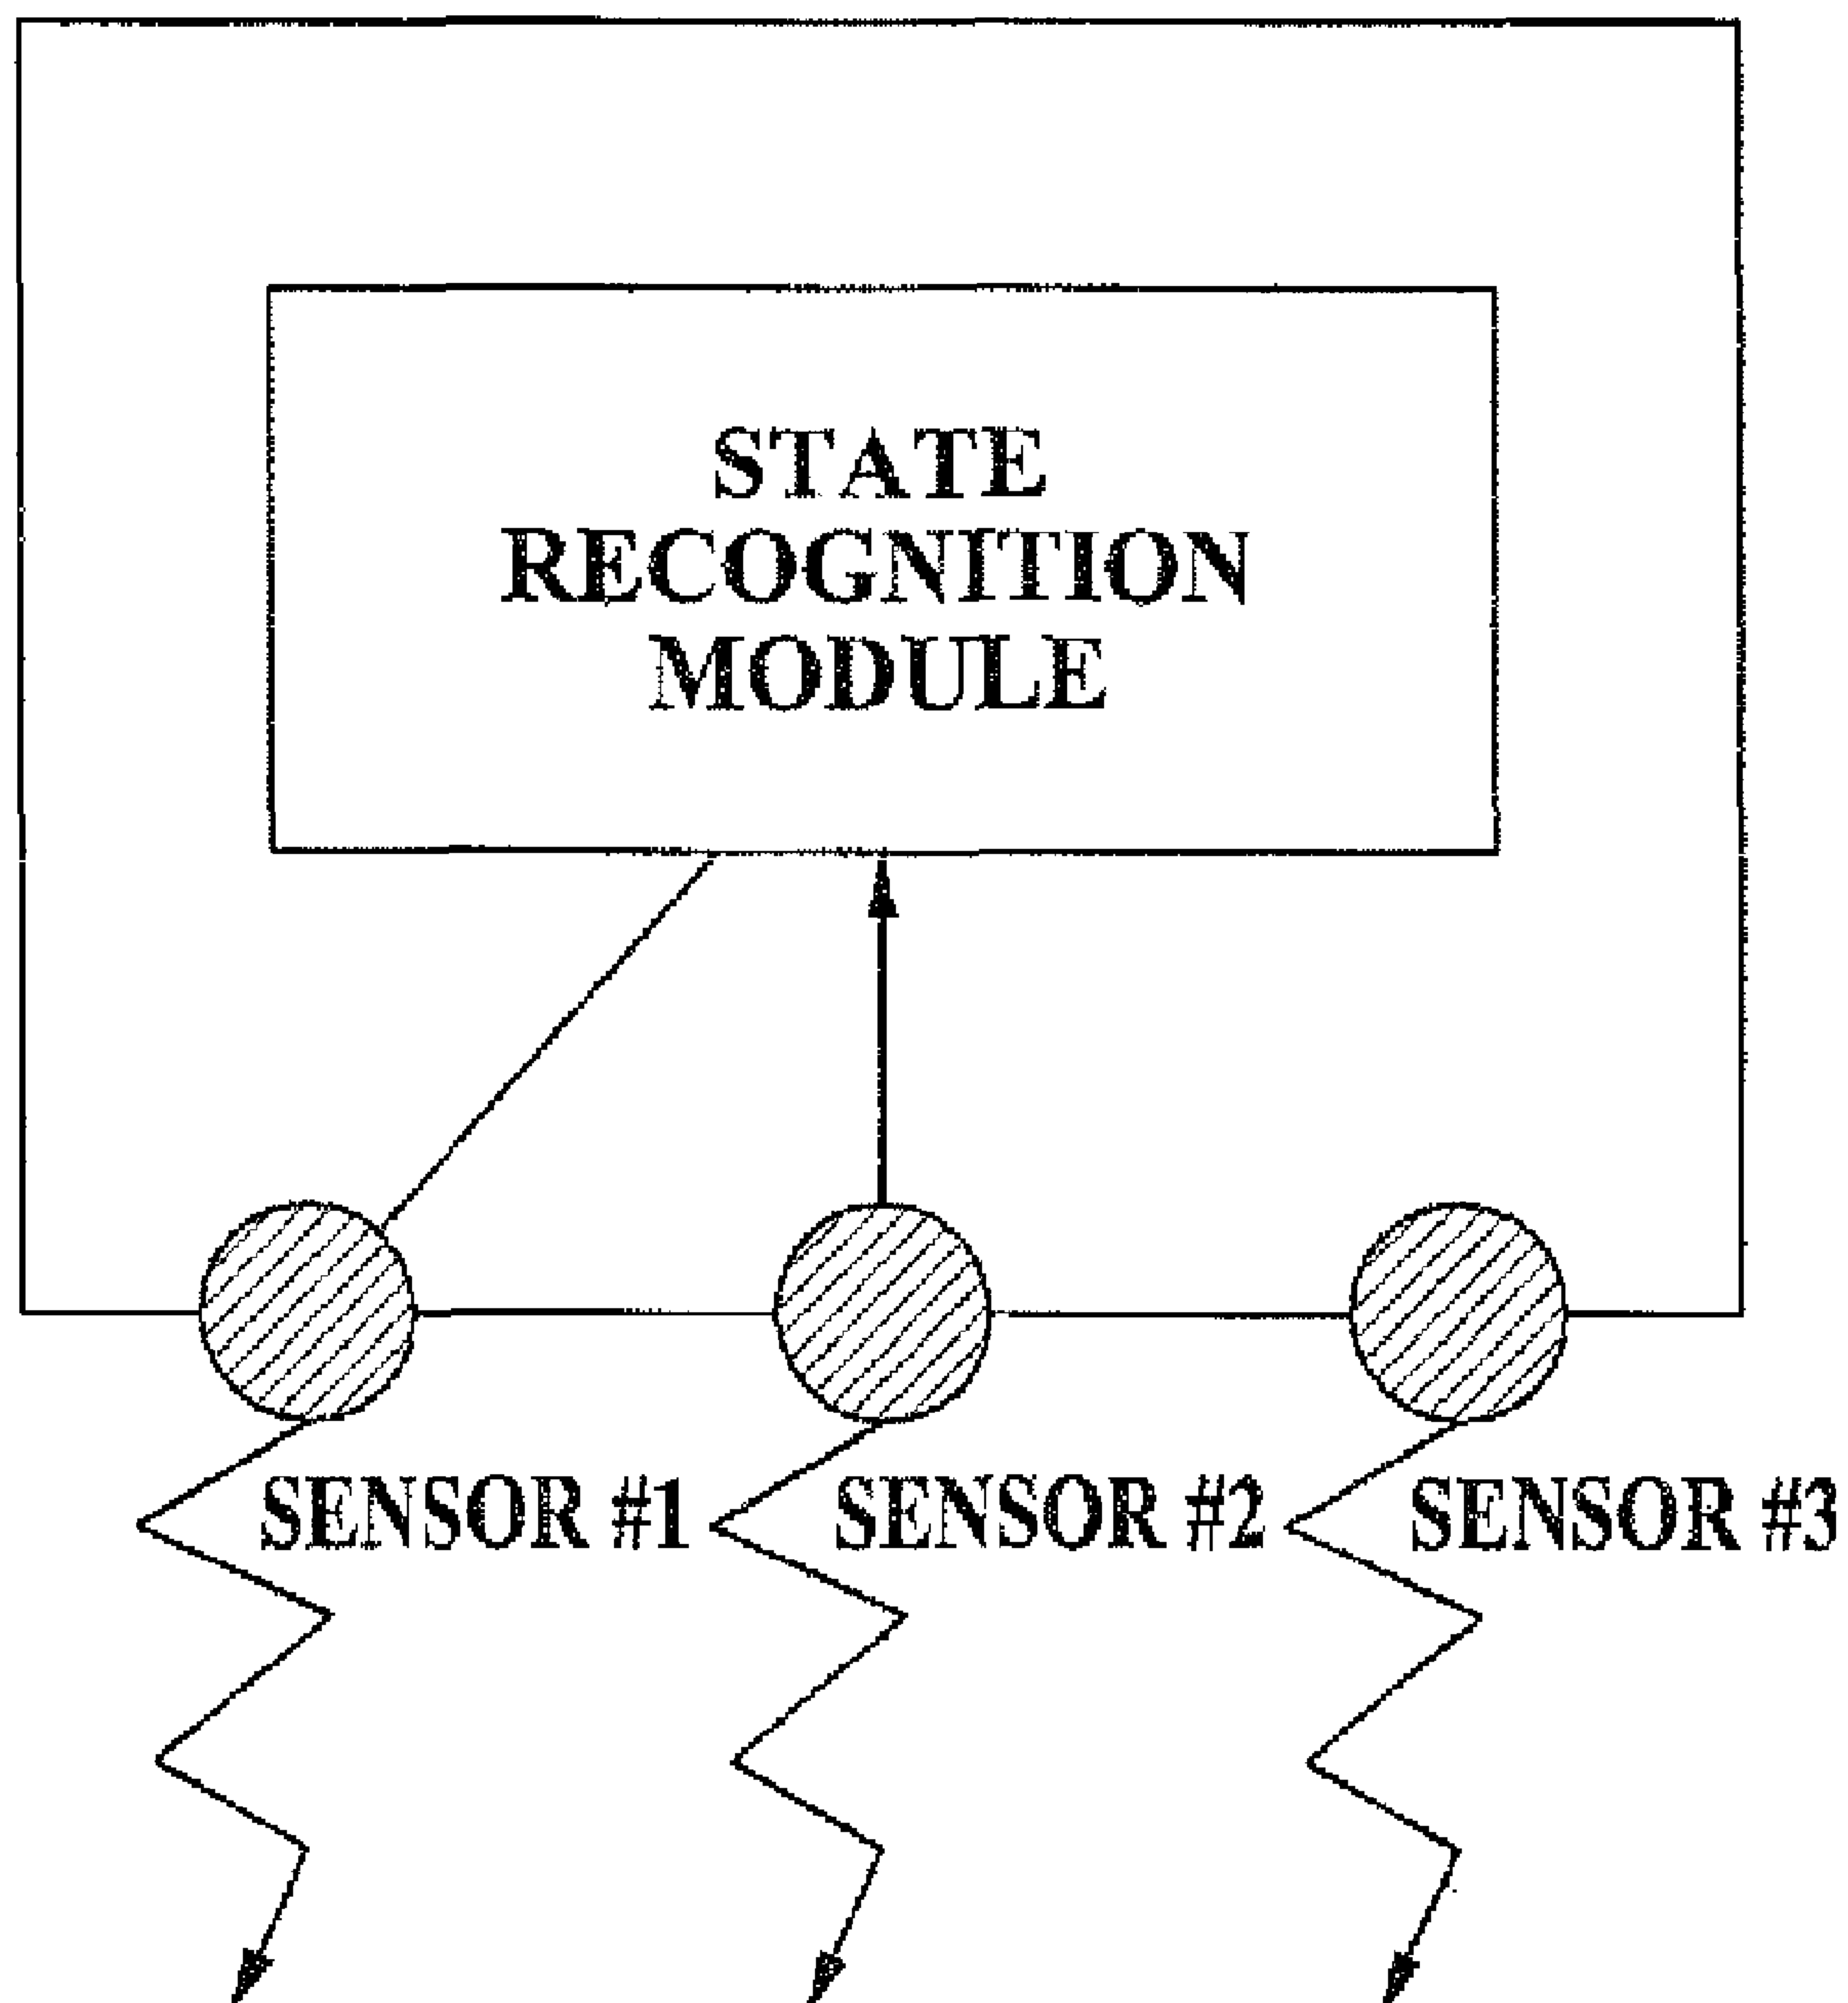 STATE
RECOGNITION
MODULE
SENSOR #1
SENSOR #2
SENSOR #3